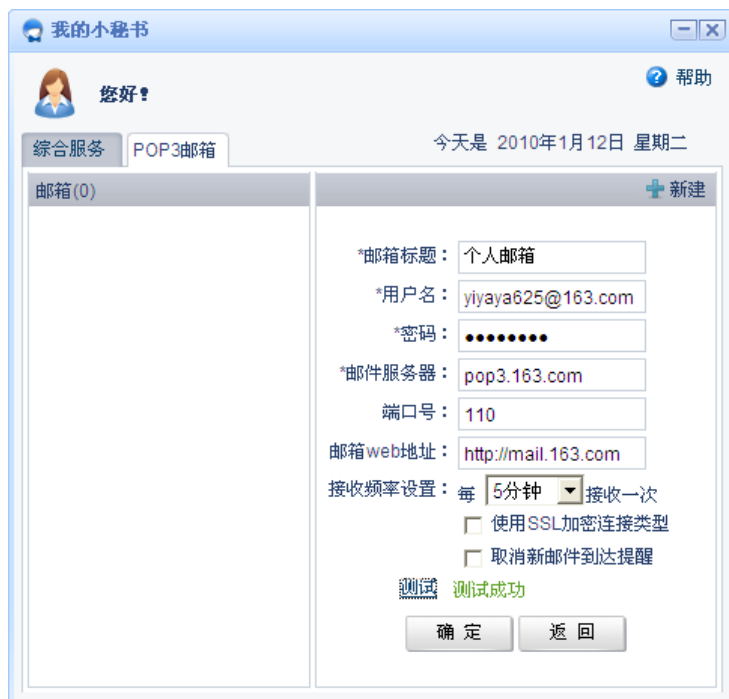 我的小秘书
您好!
帮助
综合服务 POP3邮箱
今天是 2010年1月12日 星期二
邮箱(0)
新建
*邮箱标题： 个人邮箱
*用户名： yiyaya625@163.com
*密码： ●●●●●●●●
*邮件服务器： pop3.163.com
端口号： 110
邮箱web地址： http://mail.163.com
接收频率设置： 每 5分钟 接收一次
使用SSL加密连接类型
取消新邮件到达提醒
测试 测试成功
确定 返回